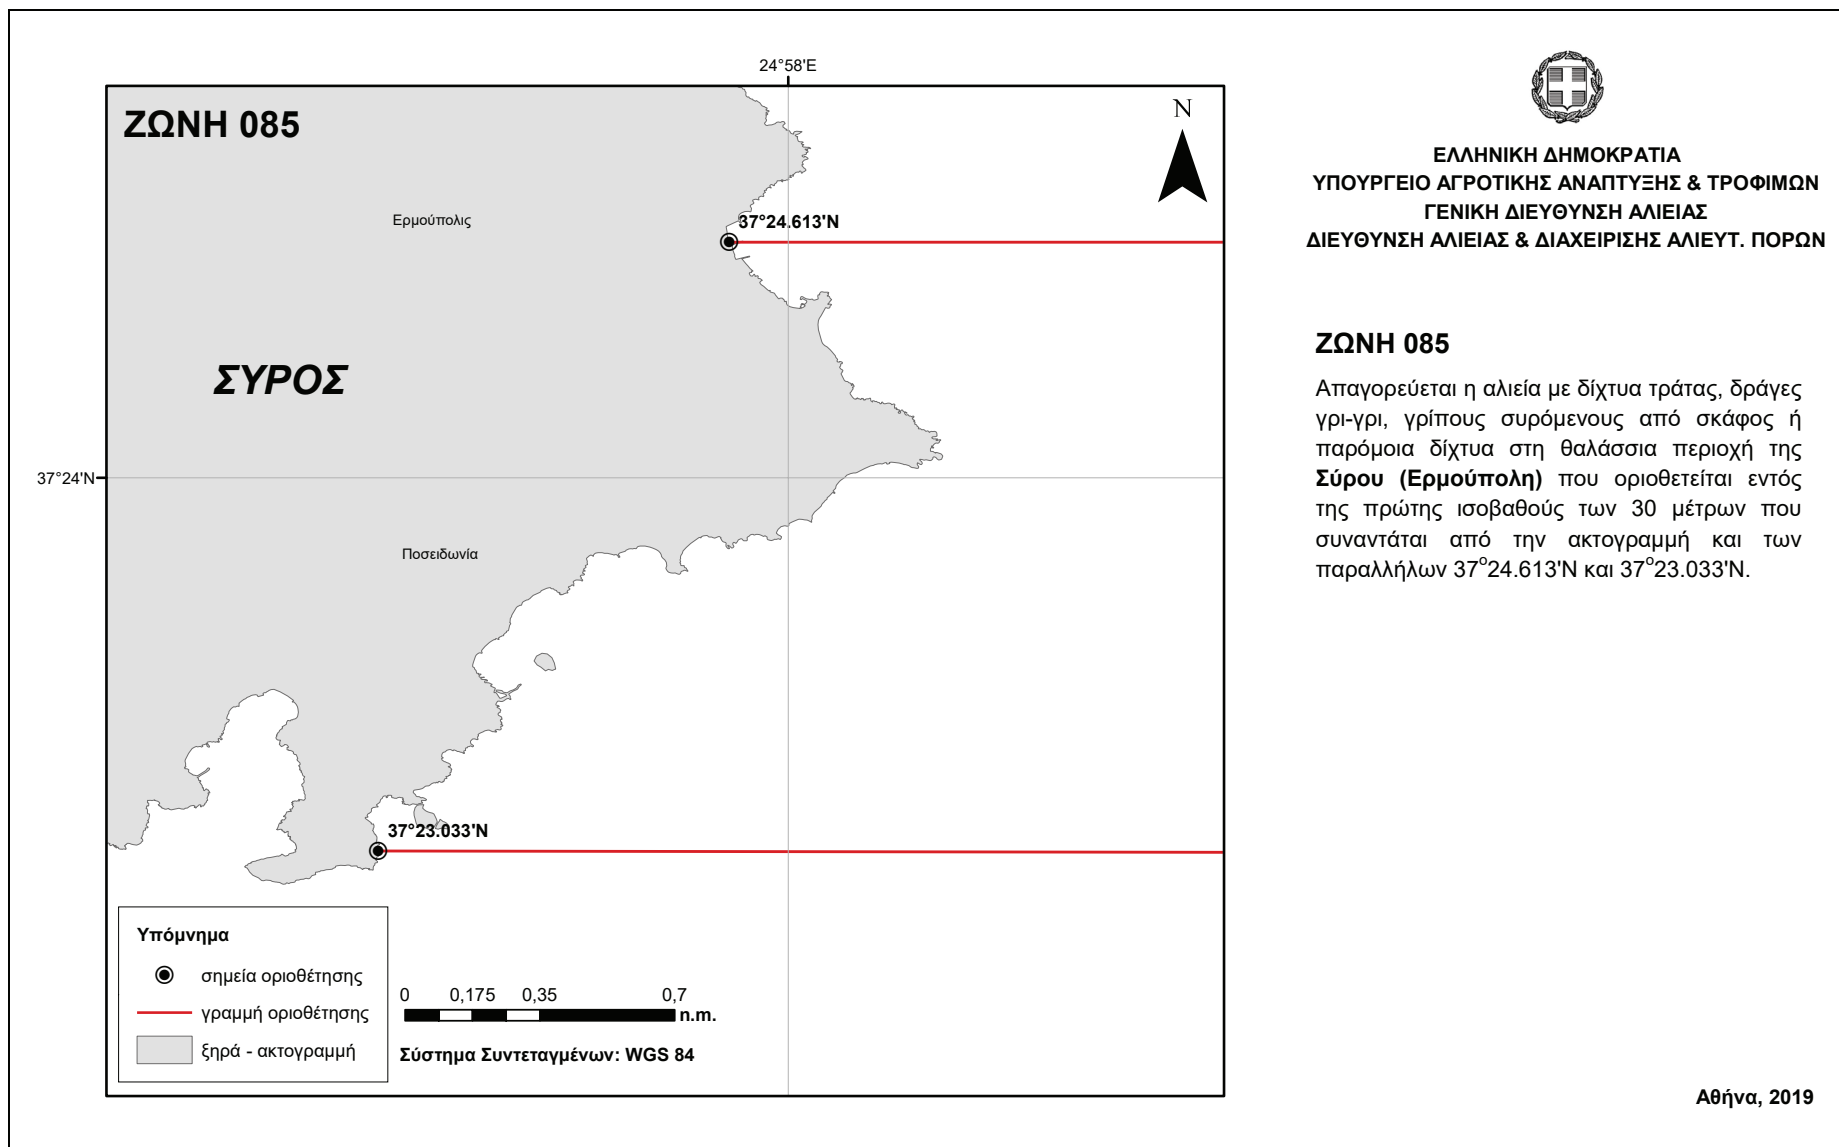 24°58'E
ΖΩΝΗ 085
N
Ερμούπολις
37°24.613'N
ΣΥΡΟΣ
37°24'N
Ποσειδωνία
37°23.033'N
Υπόμνημα
σημεία οριοθέτησης
γραμμή οριοθέτησης
ξηρά - ακτογραμμή
0 0,175 0,35 0,7
n.m.
Σύστημα Συντεταγμένων: WGS 84
ΕΛΛΗΝΙΚΗ ΔΗΜΟΚΡΑΤΙΑ
ΥΠΟΥΡΓΕΙΟ ΑΓΡΟΤΙΚΗΣ ΑΝΑΠΤΥΞΗΣ & ΤΡΟΦΙΜΩΝ
ΓΕΝΙΚΗ ΔΙΕΥΘΥΝΣΗ ΑΛΙΕΙΑΣ
ΔΙΕΥΘΥΝΣΗ ΑΛΙΕΙΑΣ & ΔΙΑΧΕΙΡΙΣΗΣ ΑΛΙΕΥΤ. ΠΟΡΩΝ
ΖΩΝΗ 085
Απαγορεύεται η αλιεία με δίχτυα τράτας, δράγες
γρι-γρι, γρίπους συρόμενους από σκάφος ή
παρόμοια δίχτυα στη θαλάσσια περιοχή της
Σύρου (Ερμούπολη) που οριοθετείται εντός
της πρώτης ισοβαθούς των 30 μέτρων που
συναντάται από την ακτογραμμή και των
παραλλήλων 37°24.613'N και 37°23.033'N.
Αθήνα, 2019